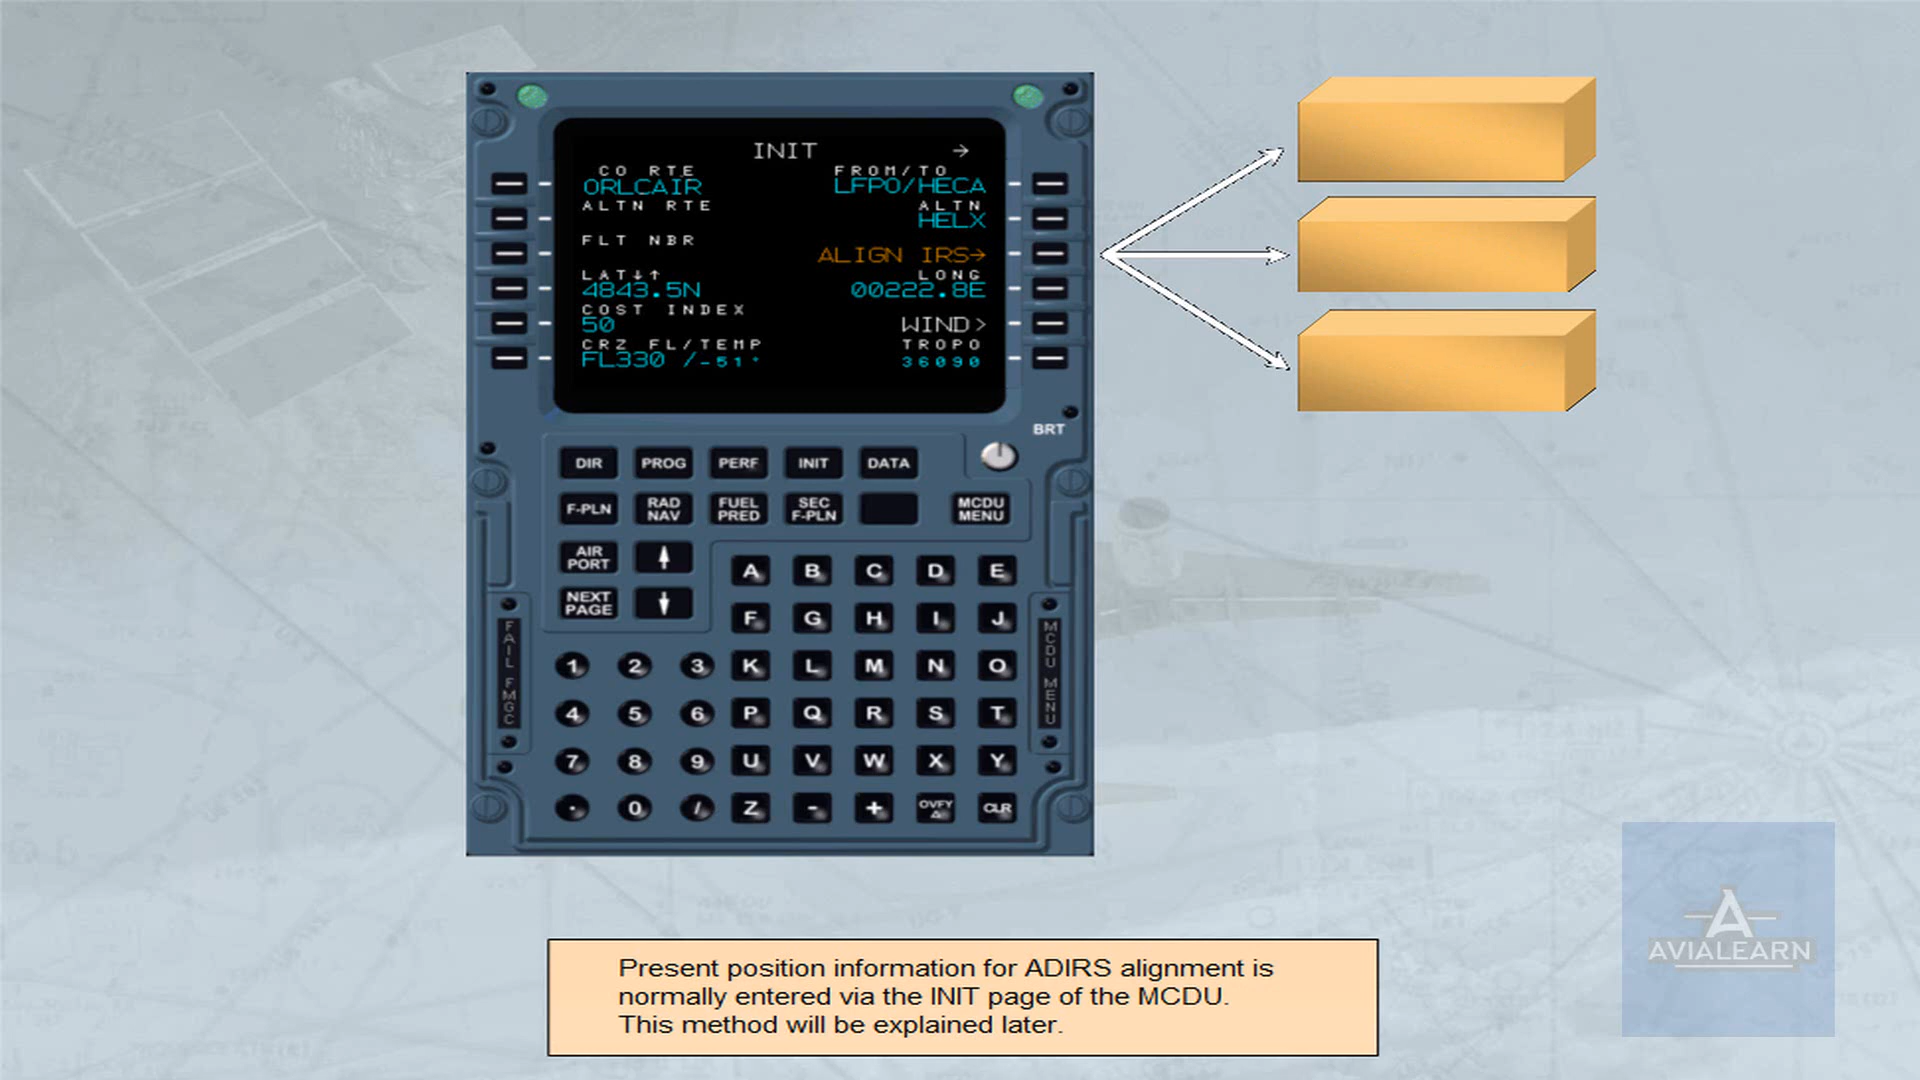 INIT →
CO RTE FROM/TO
ORLCAIR LFPO/HECA
ALTN RTE ALTN
HELX
FLT NBR
ALIGN IRS→
LAT↓↑ LONG
4843.5N 00222.8E
COST INDEX
50 WIND>
CRZ FL/TEMP TROPO
FL330 /-51° 36090
BRT
DIR PROG PERF INIT DATA
F-PLN RAD NAV FUEL PRED SEC F-PLN MCDU MENU
AIR PORT
NEXT PAGE
A B C D E
F G H I J
1 2 3 K L M N O
4 5 6 P Q R S T
7 8 9 U V W X Y
. 0 / Z - + OVFY Δ CLR
FAIL FMGC
MCDU MENU
Present position information for ADIRS alignment is
normally entered via the INIT page of the MCDU.
This method will be explained later.
A
AVIALEARN